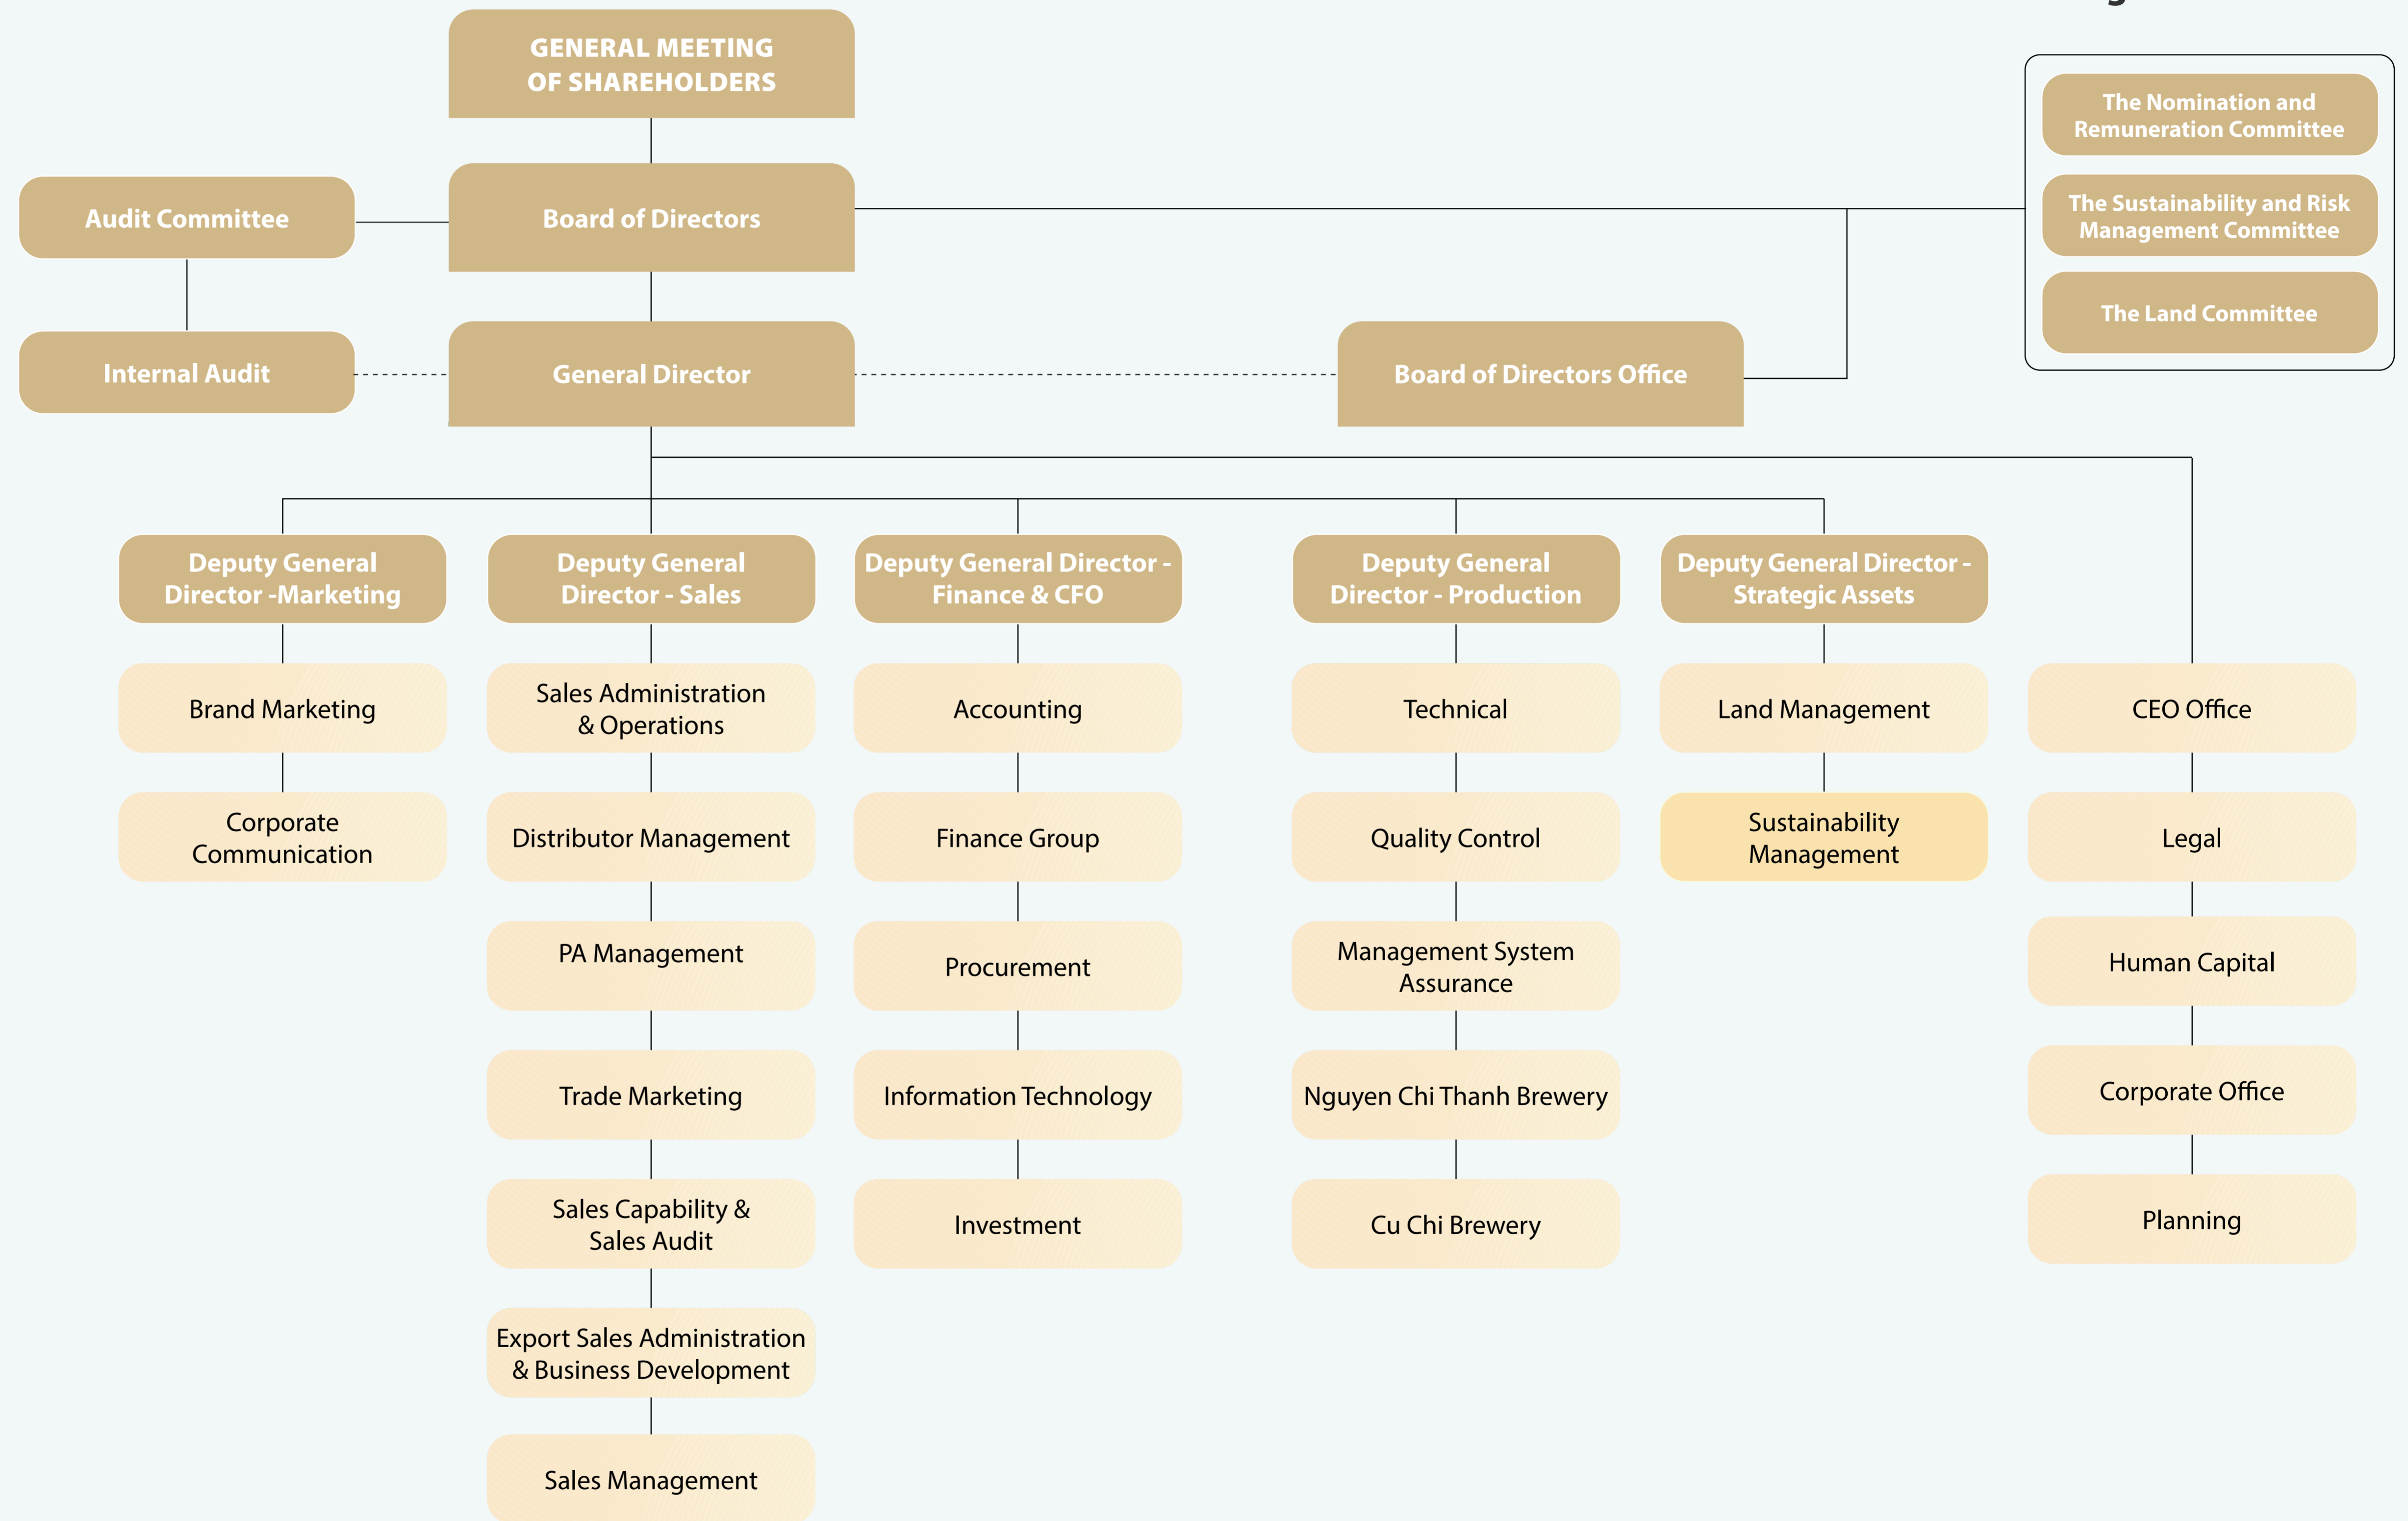 GENERAL MEETING
OF SHAREHOLDERS
The Nomination and
Remuneration Committee
The Sustainability and Risk
Management Committee
The Land Committee
Audit Committee
Board of Directors
Internal Audit
General Director
Board of Directors Office
Deputy General
Director -Marketing
Brand Marketing
Corporate
Communication
Deputy General
Director - Sales
Sales Administration
& Operations
Distributor Management
PA Management
Trade Marketing
Sales Capability &
Sales Audit
Export Sales Administration
& Business Development
Sales Management
Deputy General Director -
Finance & CFO
Accounting
Finance Group
Procurement
Information Technology
Investment
Deputy General
Director - Production
Technical
Quality Control
Management System
Assurance
Nguyen Chi Thanh Brewery
Cu Chi Brewery
Deputy General Director -
Strategic Assets
Land Management
Sustainability
Management
CEO Office
Legal
Human Capital
Corporate Office
Planning